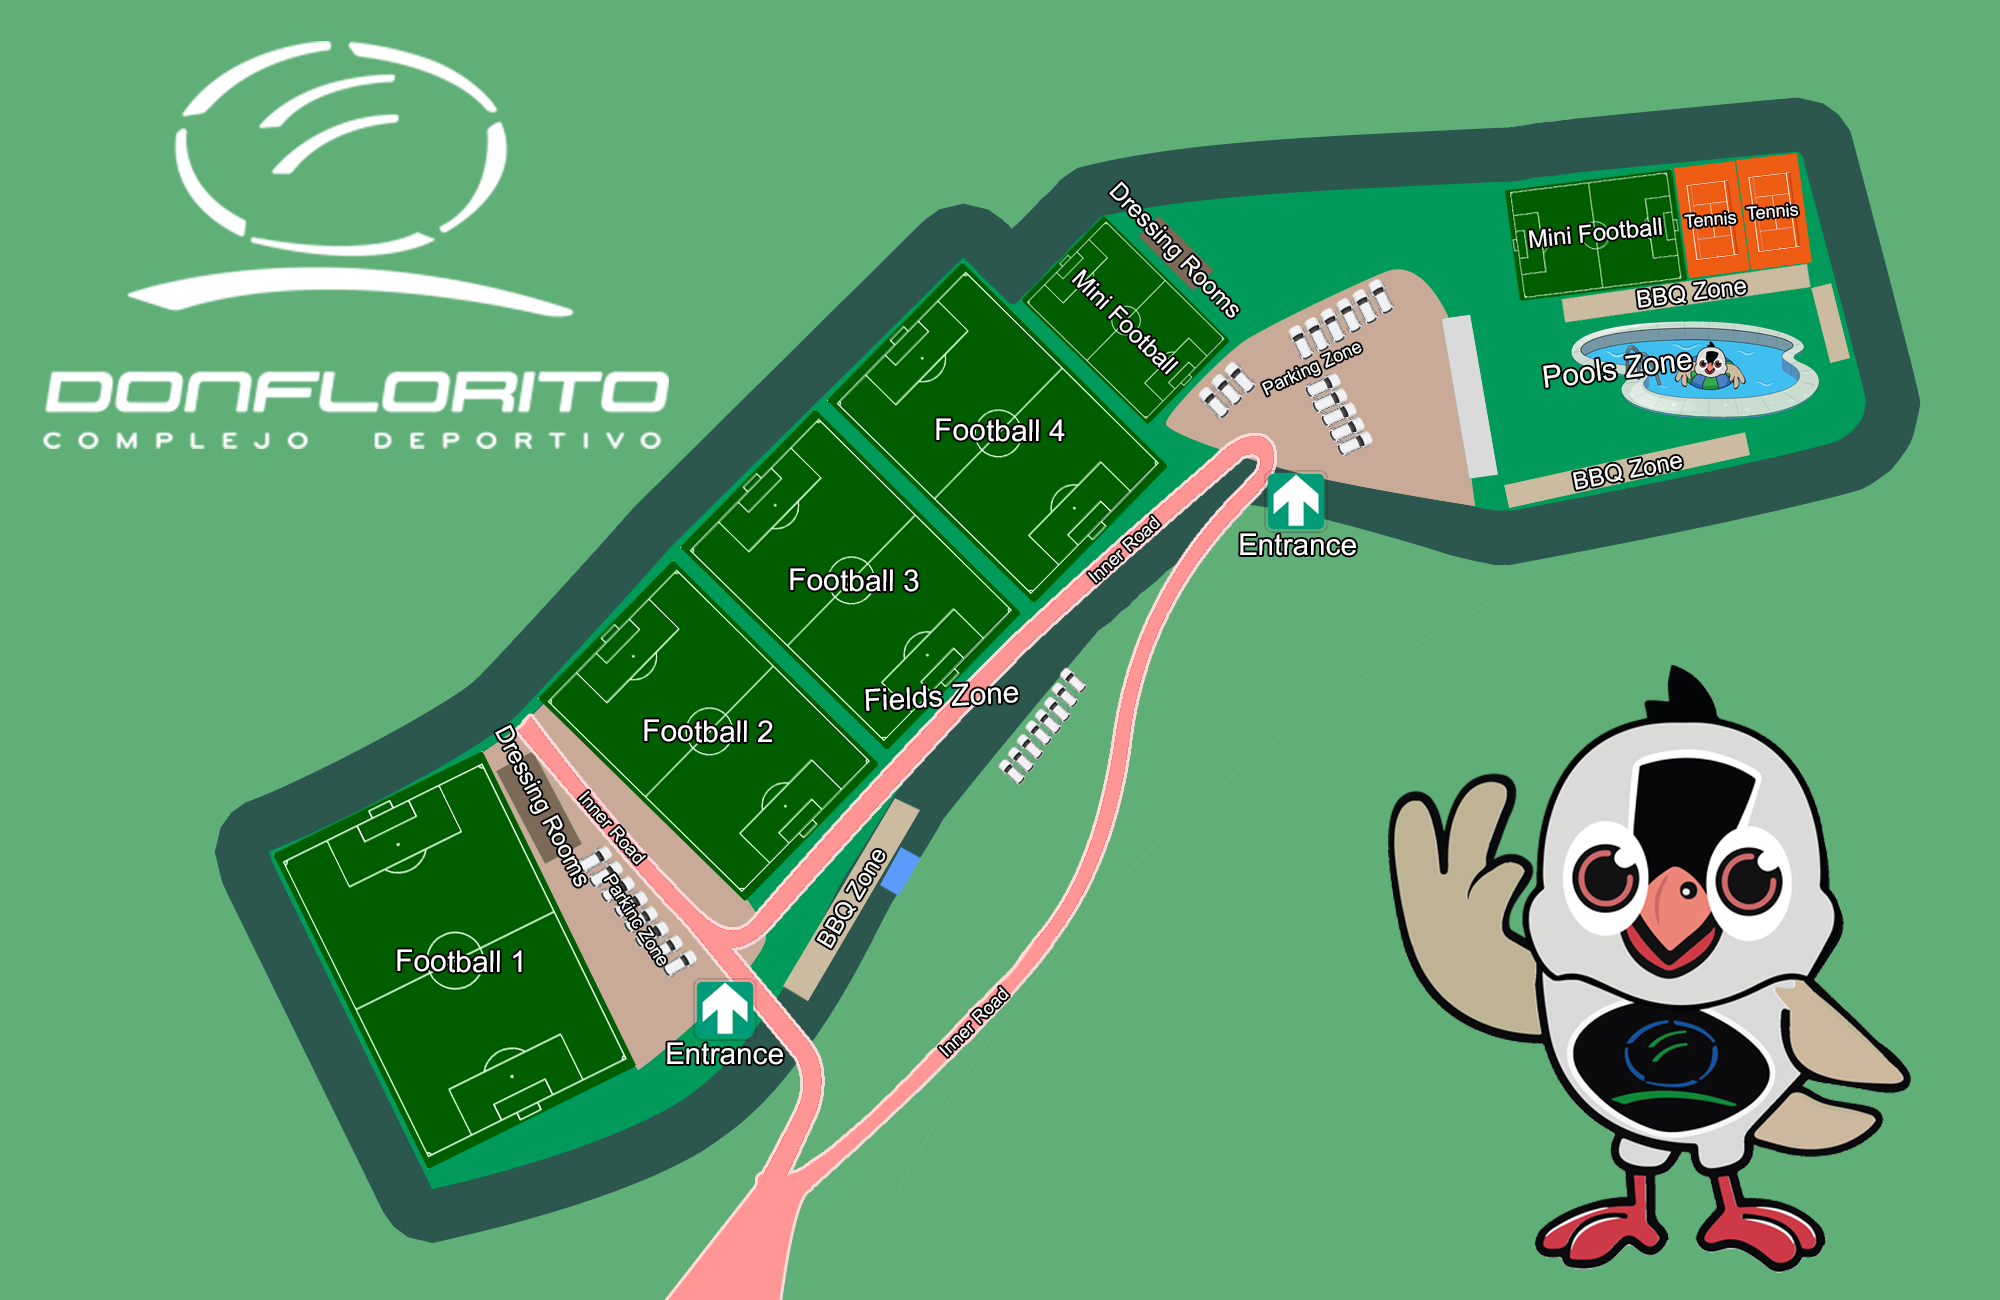 DONFLORITO
COMPLEJO DEPORTIVO
Dressing Rooms
Mini Football
Parking Zone
Mini Football
Tennis
Tennis
BBQ Zone
Pools Zone
BBQ Zone
Football 4
Inner Road
Entrance
Football 3
Fields Zone
Football 2
Dressing Rooms
Inner Road
Parking Zone
BBQ Zone
Football 1
Entrance
Inner Road